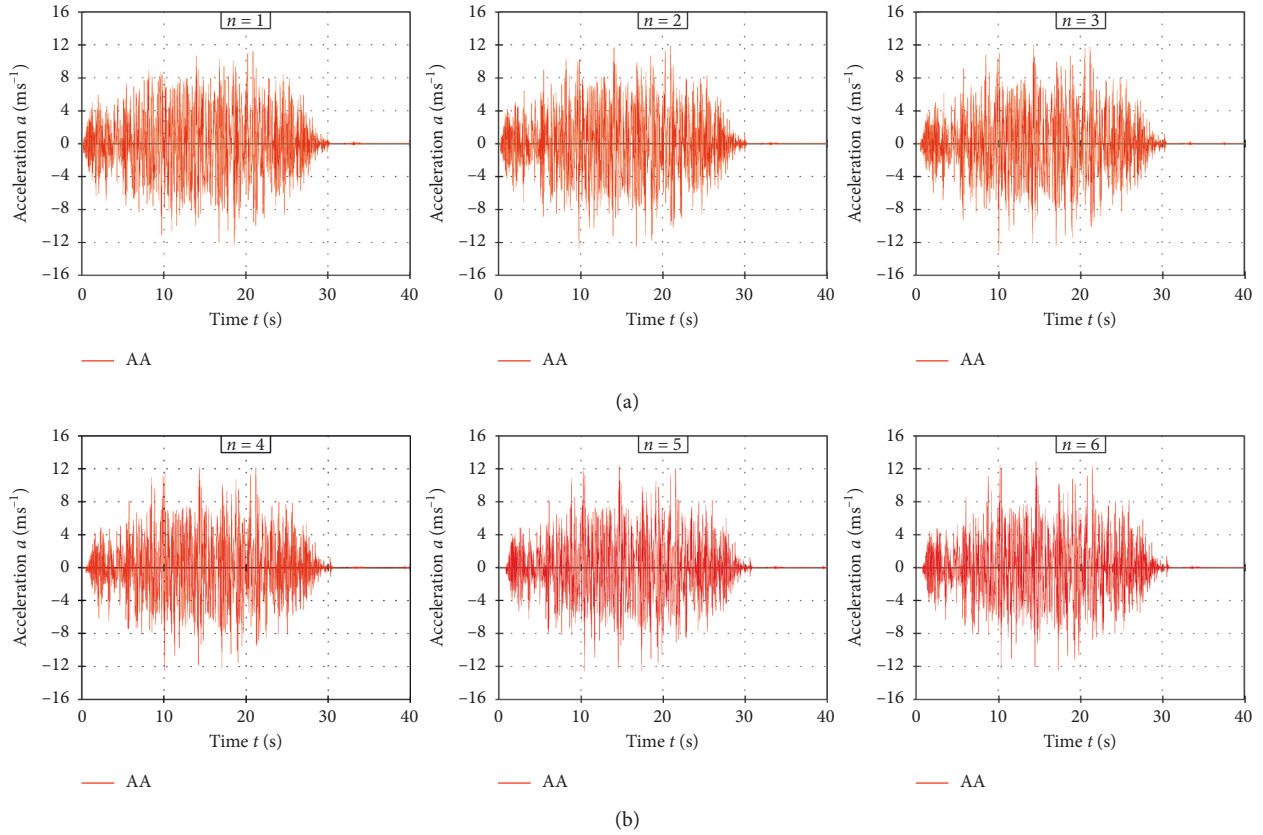 n = 1
16
12
8
4
0
−4
−8
−12
−16
Acceleration a (ms⁻¹)
0 10 20 30 40
Time t (s)
AA
n = 2
16
12
8
4
0
−4
−8
−12
−16
Acceleration a (ms⁻¹)
0 10 20 30 40
Time t (s)
AA
n = 3
16
12
8
4
0
−4
−8
−12
−16
Acceleration a (ms⁻¹)
0 10 20 30 40
Time t (s)
AA
(a)
n = 4
16
12
8
4
0
−4
−8
−12
−16
Acceleration a (ms⁻¹)
0 10 20 30 40
Time t (s)
AA
n = 5
16
12
8
4
0
−4
−8
−12
−16
Acceleration a (ms⁻¹)
0 10 20 30 40
Time t (s)
AA
n = 6
16
12
8
4
0
−4
−8
−12
−16
Acceleration a (ms⁻¹)
0 10 20 30 40
Time t (s)
AA
(b)